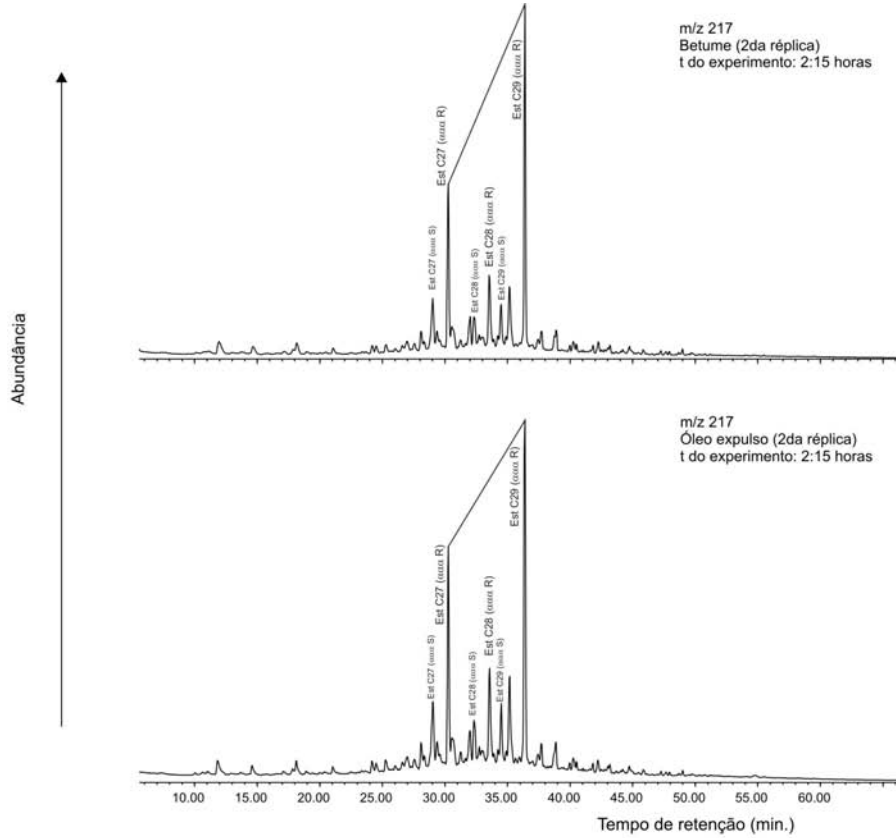 m/z 217
Betume (2da réplica)
t do experimento: 2:15 horas
Est C27 (ααα S)
Est C27 (ααα R)
Est C28 (ααα S)
Est C28 (ααα R)
Est C29 (ααα S)
Est C29 (ααα R)
Abundância
m/z 217
Óleo expulso (2da réplica)
t do experimento: 2:15 horas
Est C27 (ααα S)
Est C27 (ααα R)
Est C28 (ααα S)
Est C28 (ααα R)
Est C29 (ααα S)
Est C29 (ααα R)
10.00 15.00 20.00 25.00 30.00 35.00 40.00 45.00 50.00 55.00 60.00
Tempo de retenção (min.)